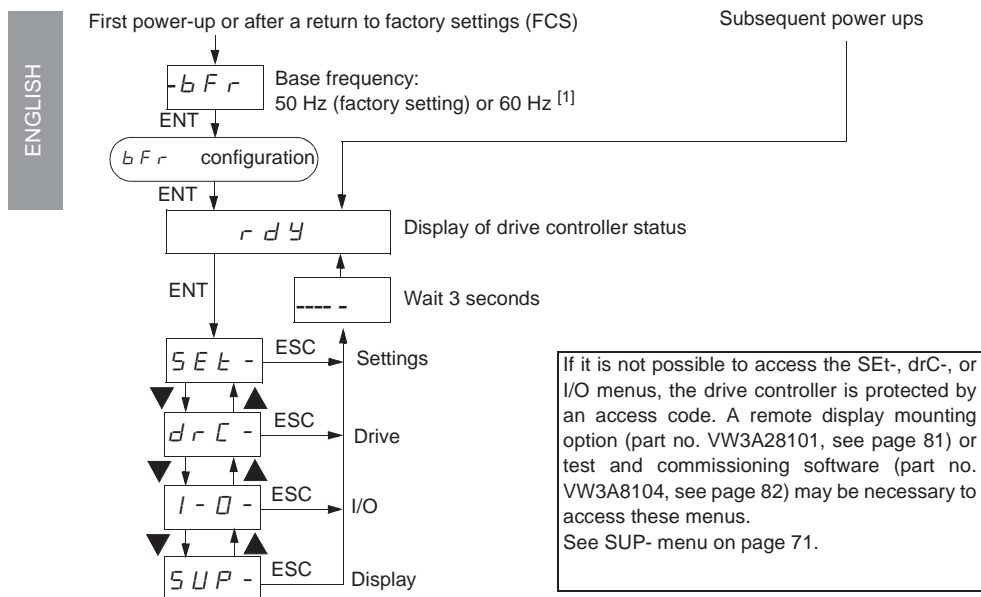 First power-up or after a return to factory settings (FCS)
Subsequent power ups
ENGLISH
-bFr
Base frequency:
50 Hz (factory setting) or 60 Hz [1]
ENT
bFr configuration
ENT
rdY
Display of drive controller status
ENT
---- -
Wait 3 seconds
SEt -
ESC
Settings
drC -
ESC
Drive
I-O-
ESC
I/O
SUP -
ESC
Display
If it is not possible to access the SEt-, drC-, or
I/O menus, the drive controller is protected by
an access code. A remote display mounting
option (part no. VW3A28101, see page 81) or
test and commissioning software (part no.
VW3A8104, see page 82) may be necessary to
access these menus.
See SUP- menu on page 71.